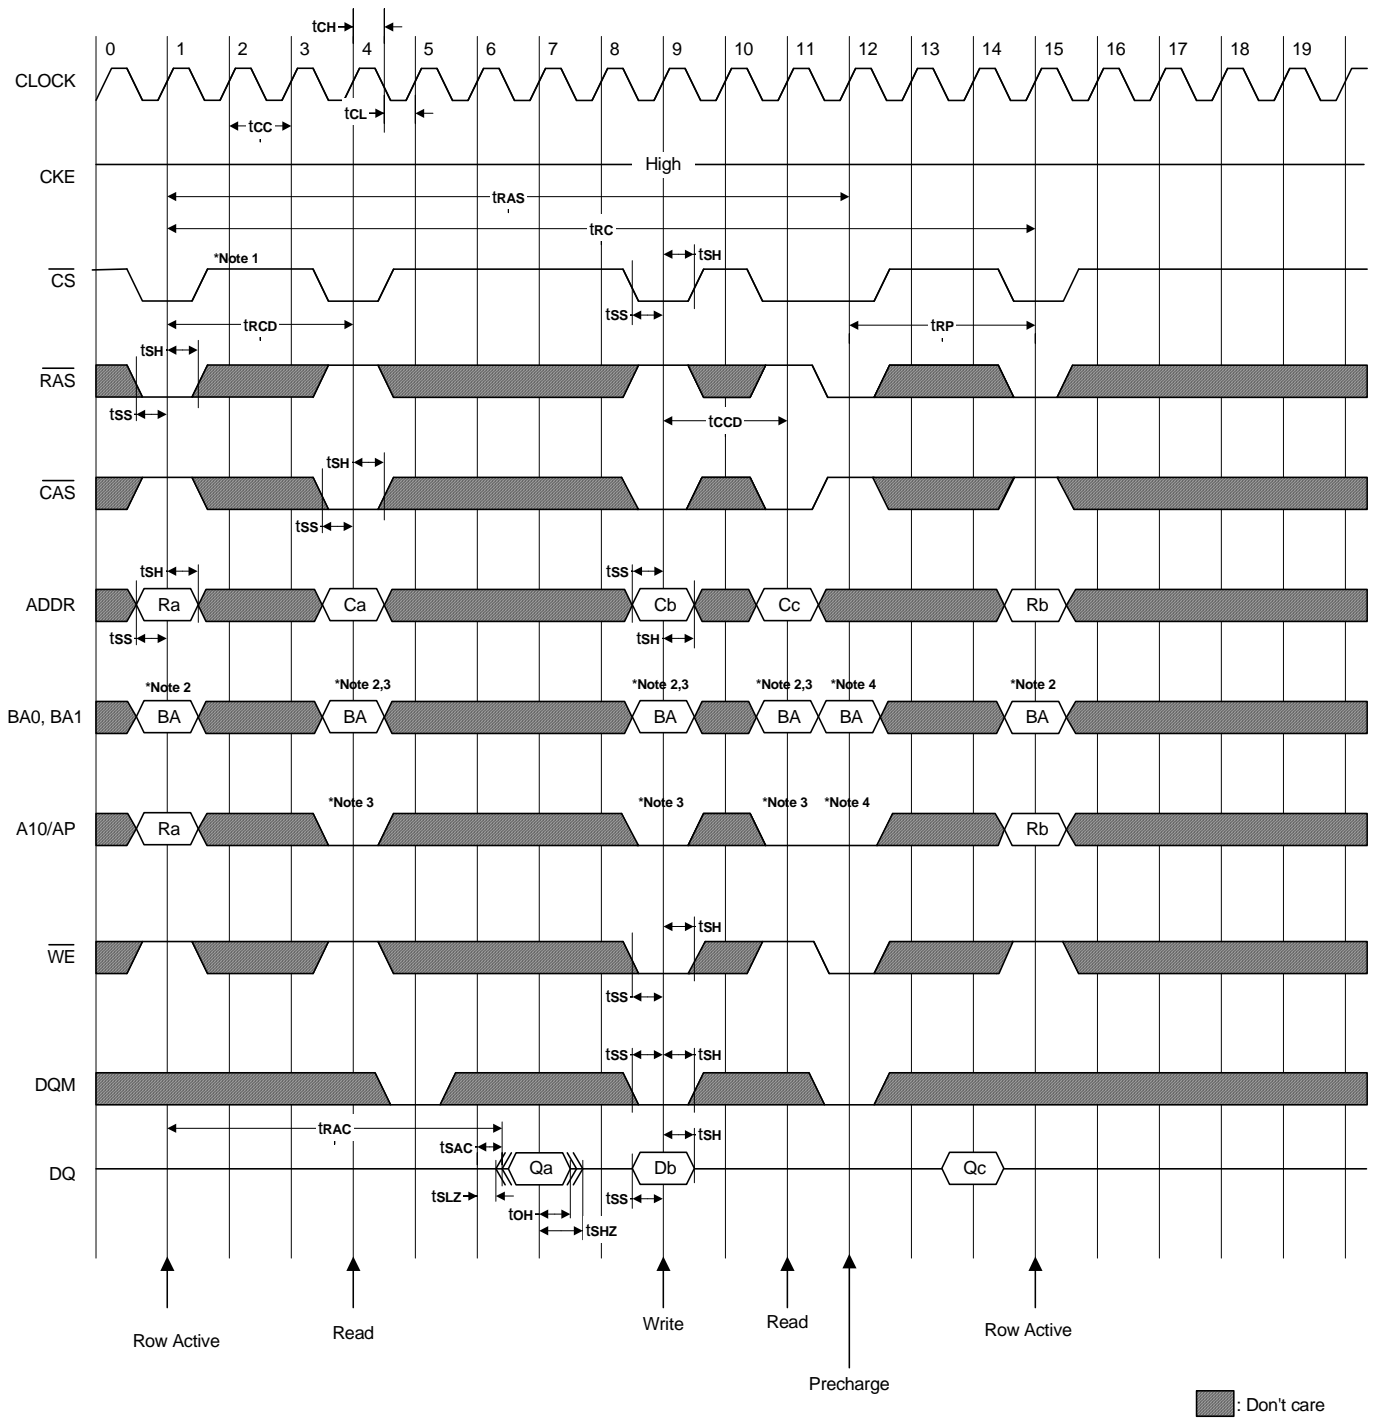 tCH
0 1 2 3 4 5 6 7 8 9 10 11 12 13 14 15 16 17 18 19
CLOCK
tCL
tCC
High
CKE
tRAS
tRC
*Note 1
tSH
CS
tSS
tRCD
tRP
tSH
RAS
tSS
tCCD
tSH
CAS
tSS
tSH
tSS
ADDR
Ra
Ca
Cb
Cc
Rb
tSS
tSH
*Note 2
*Note 2,3
*Note 2,3
*Note 2,3
*Note 4
*Note 2
BA0, BA1
BA
BA
BA
BA
BA
BA
*Note 3
*Note 3
*Note 3
*Note 4
A10/AP
Ra
Rb
tSH
WE
tSS
tSS
tSH
DQM
tRAC
tSAC
tSH
DQ
Qa
Db
Qc
tSLZ
tSS
tOH
tSHZ
Row Active
Read
Write
Read
Row Active
Precharge
: Don't care